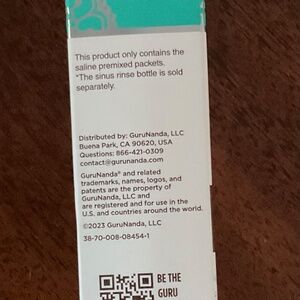 This product only contains the
saline premixed packets.
*The sinus rinse bottle is sold
separately.
Distributed by: GuruNanda, LLC
Buena Park, CA 90620, USA
Questions: 866-421-0309
contact@gurunanda.com
GuruNanda® and related
trademarks, names, logos, and
patents are the property of
GuruNanda, LLC and
are registered and for use in the
U.S. and countries around the world.
©2023 GuruNanda, LLC
38-70-008-08454-1
BE THE
GURU